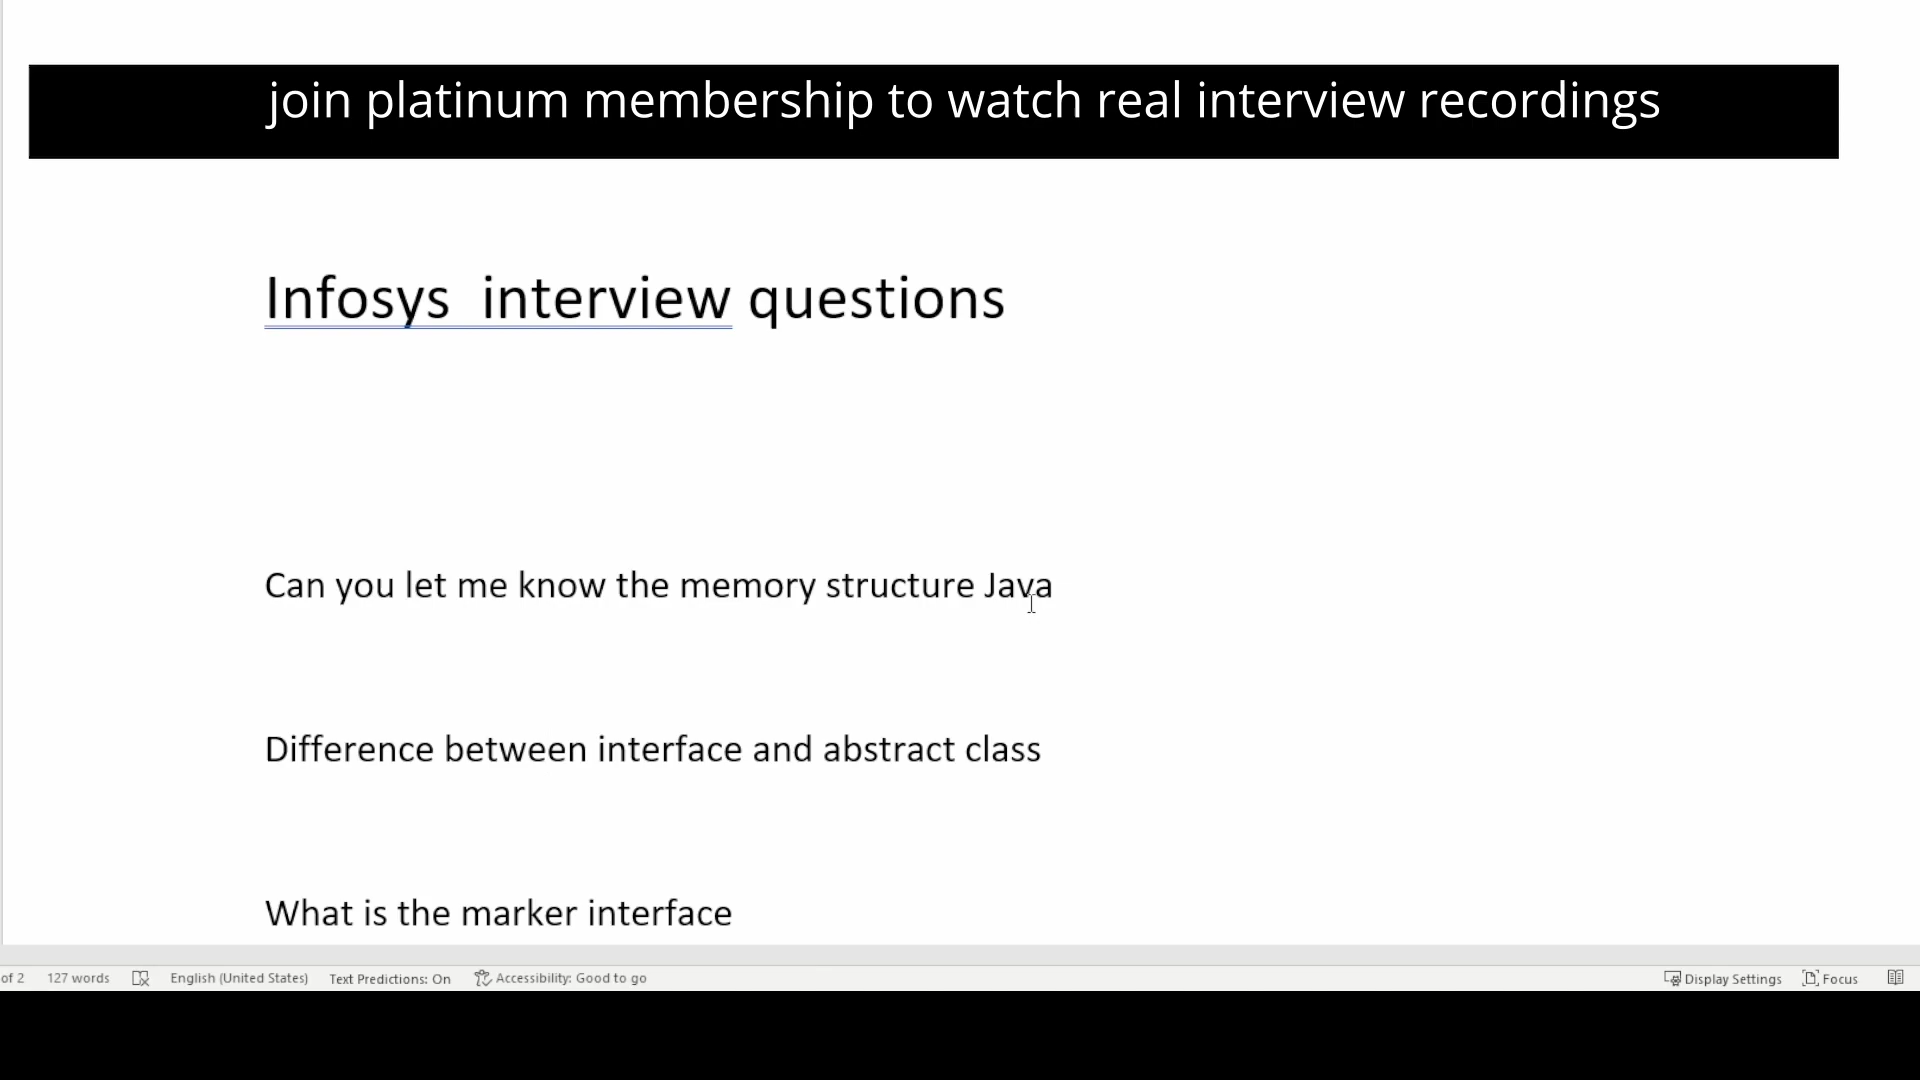 join platinum membership to watch real interview recordings
Infosys  interview questions
Can you let me know the memory structure Java
Difference between interface and abstract class
What is the marker interface
of 2 127 words English (United States) Text Predictions: On Accessibility: Good to go Display Settings Focus